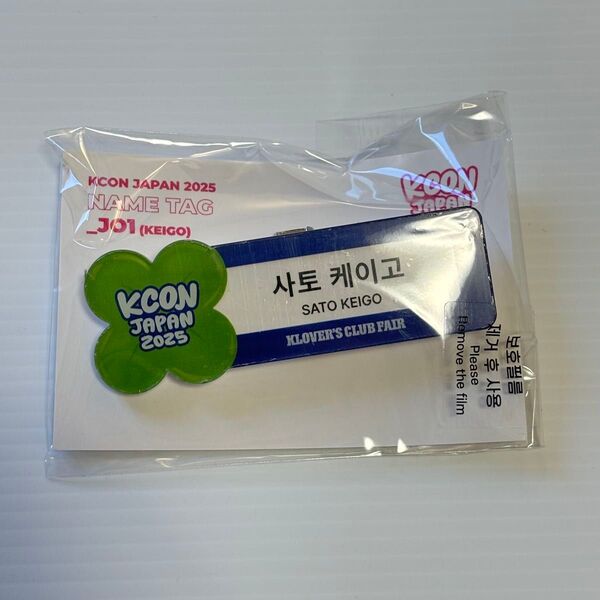 KCON JAPAN 2025
NAME TAG
_JO1 (KEIGO)
KCON
JAPAN
KCON
JAPAN
2025
사토 케이고
SATO KEIGO
KLOVER'S CLUB FAIR
보호필름
제거 후 사용
Please
Remove the film